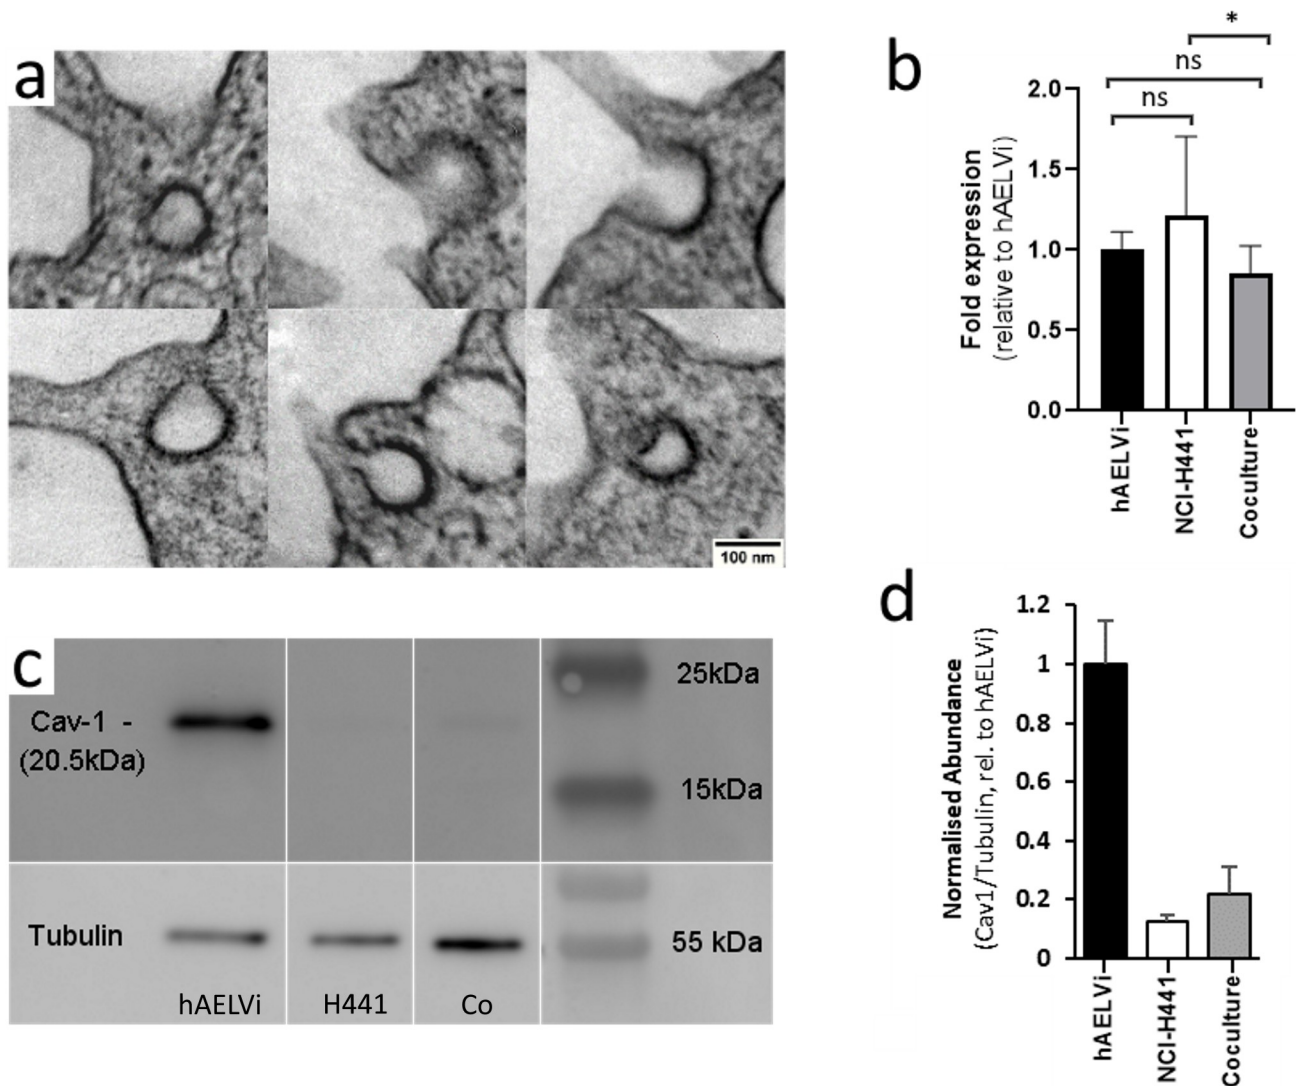 a
100 nm
b
*
ns
ns
Fold expression
(relative to hAELVi)
2.0
1.5
1.0
0.5
0.0
hAELVi
NCI-H441
Coculture
c
Cav-1 -
(20.5kDa)
25kDa
15kDa
Tubulin
55 kDa
hAELVi
H441
Co
d
Normalised Abundance
(Cav1/Tubulin, rel. to hAELVi)
1.2
1
0.8
0.6
0.4
0.2
0
hAELVi
NCI-H441
Coculture